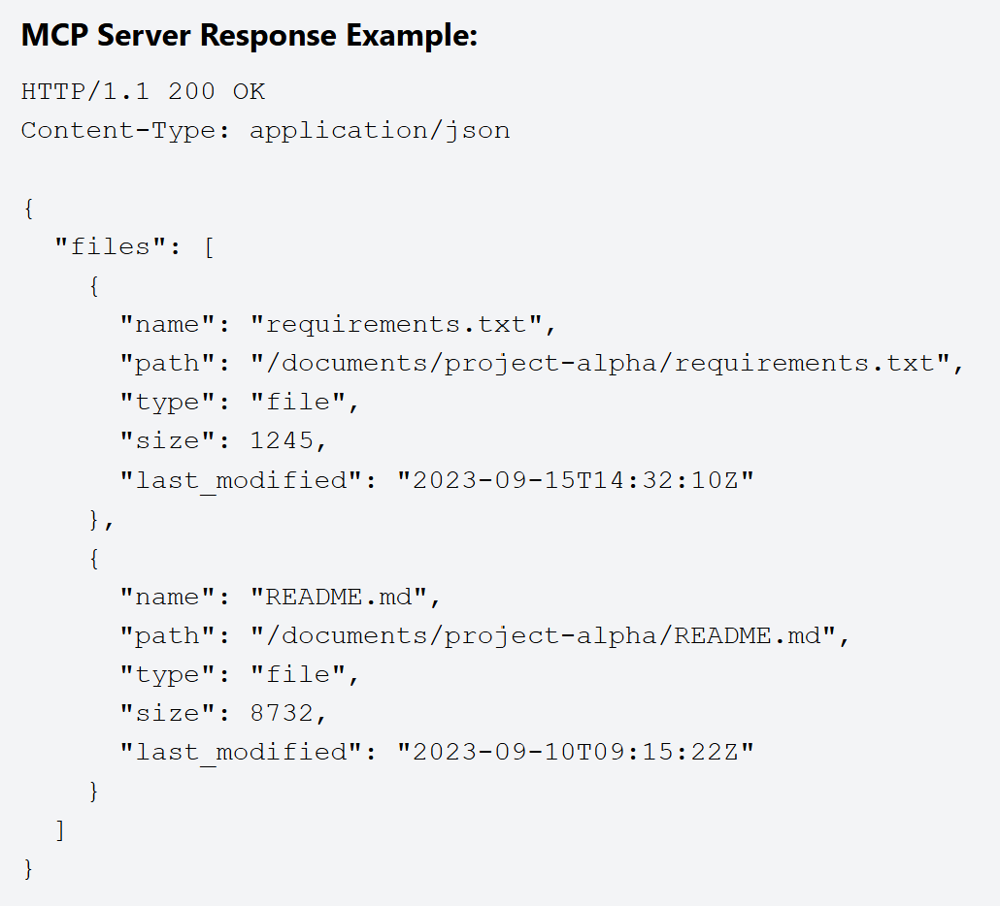 MCP Server Response Example:
HTTP/1.1 200 OK
Content-Type: application/json

{
  "files": [
    {
      "name": "requirements.txt",
      "path": "/documents/project-alpha/requirements.txt",
      "type": "file",
      "size": 1245,
      "last_modified": "2023-09-15T14:32:10Z"
    },
    {
      "name": "README.md",
      "path": "/documents/project-alpha/README.md",
      "type": "file",
      "size": 8732,
      "last_modified": "2023-09-10T09:15:22Z"
    }
  ]
}